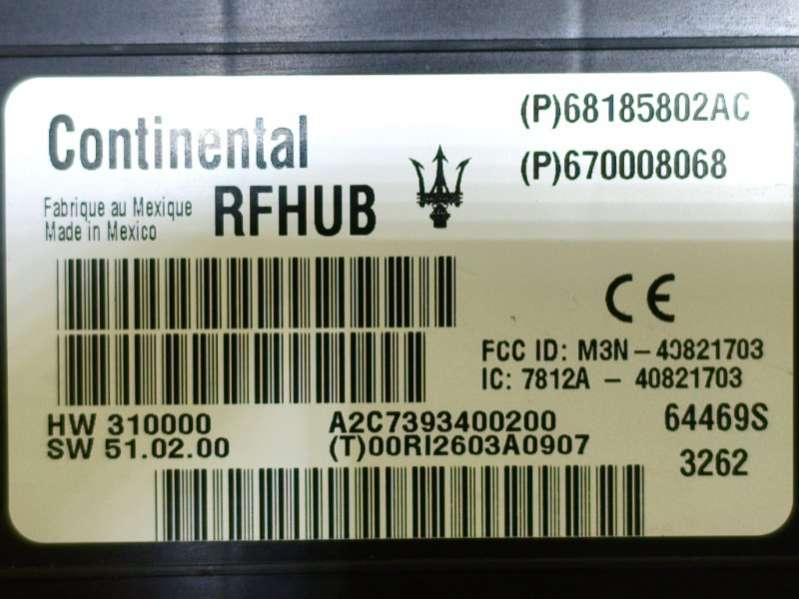 Continental
(P)68185802AC
(P)670008068
Fabrique au Mexique
Made in Mexico
RFHUB
CE
FCC ID: M3N-40821703
IC: 7812A - 40821703
HW 310000
A2C7393400200
64469S
SW 51.02.00
(T)00RI2603A0907
3262